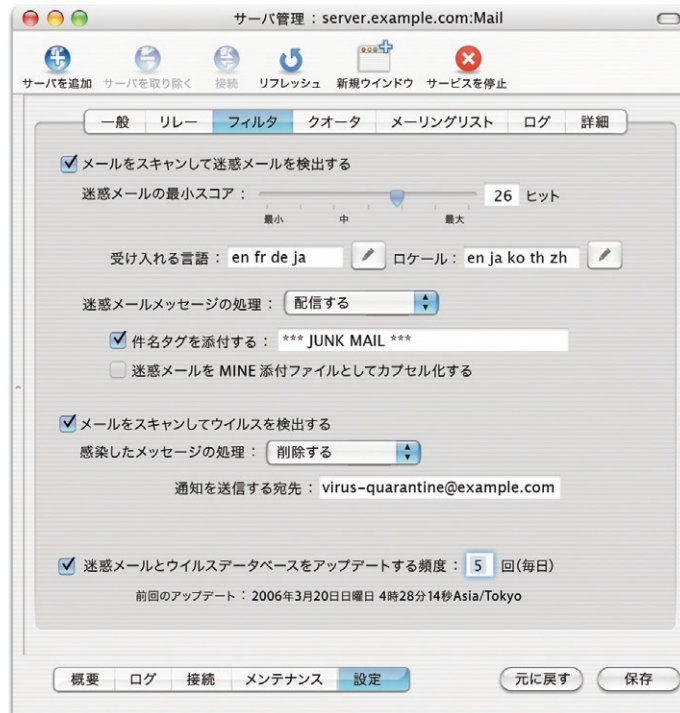 サーバ管理：server.example.com:Mail
サーバを追加 サーバを取り除く 接続 リフレッシュ 新規ウインドウ サービスを停止
一般 リレー フィルタ クオータ メーリングリスト ログ 詳細
メールをスキャンして迷惑メールを検出する
迷惑メールの最小スコア： 26 ヒット
最小 中 最大
受け入れる言語：en fr de ja ロケール：en ja ko th zh
迷惑メールメッセージの処理：配信する
件名タグを添付する：*** JUNK MAIL ***
迷惑メールを MINE 添付ファイルとしてカプセル化する
メールをスキャンしてウイルスを検出する
感染したメッセージの処理：削除する
通知を送信する宛先：virus-quarantine@example.com
迷惑メールとウイルスデータベースをアップデートする頻度：5 回(毎日)
前回のアップデート：2006年3月20日日曜日 4時28分14秒Asia/Tokyo
概要 ログ 接続 メンテナンス 設定 元に戻す 保存